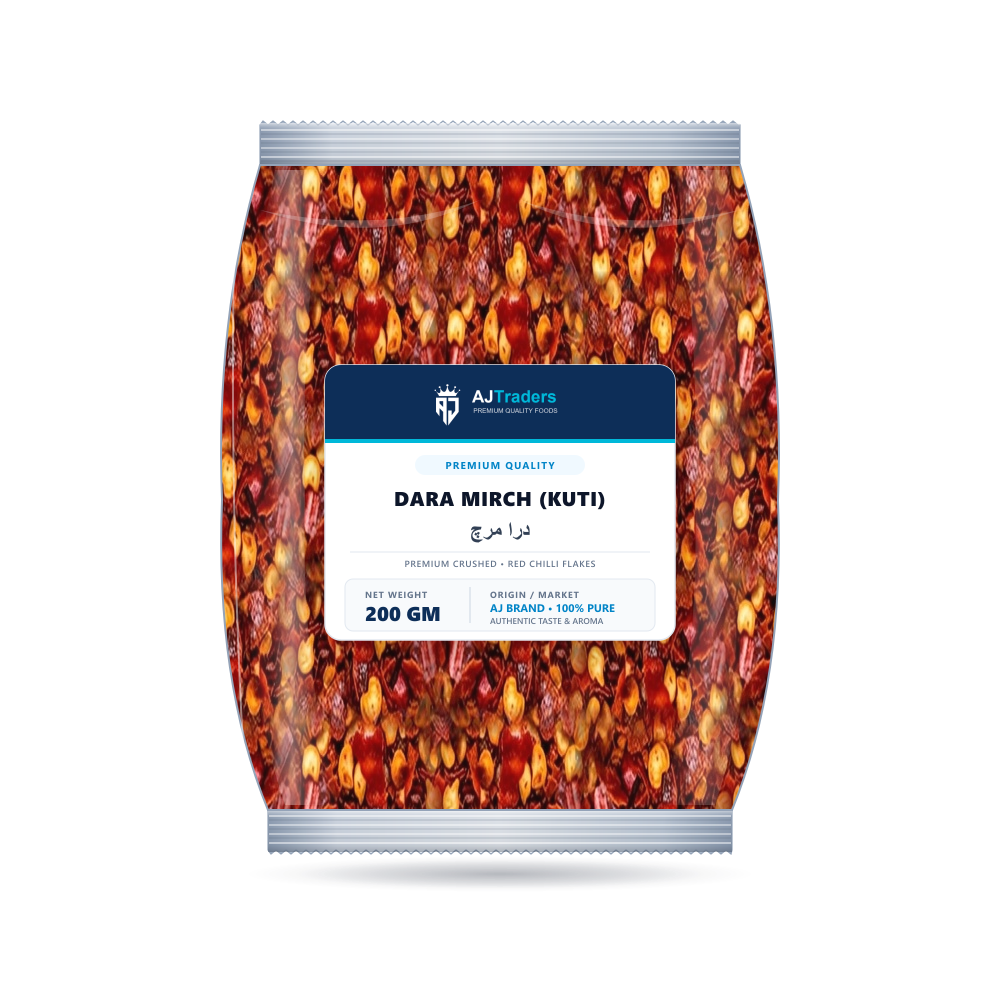 AJTraders
PREMIUM QUALITY FOODS
PREMIUM QUALITY
DARA MIRCH (KUTI)
درا مرچ
PREMIUM CRUSHED • RED CHILLI FLAKES
NET WEIGHT
200 GM
ORIGIN / MARKET
AJ BRAND • 100% PURE
AUTHENTIC TASTE & AROMA